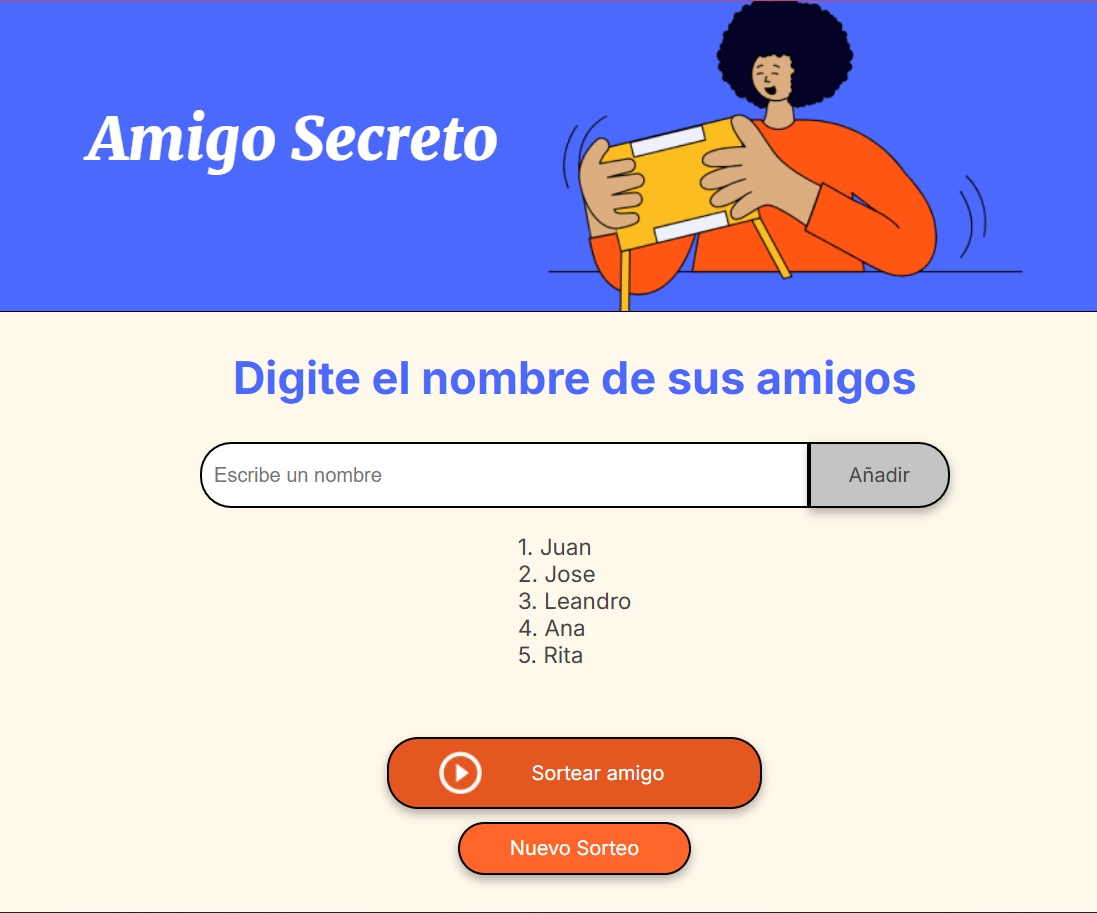 Amigo Secreto
Digite el nombre de sus amigos
Escribe un nombre
Añadir
1. Juan
2. Jose
3. Leandro
4. Ana
5. Rita
Sortear amigo
Nuevo Sorteo